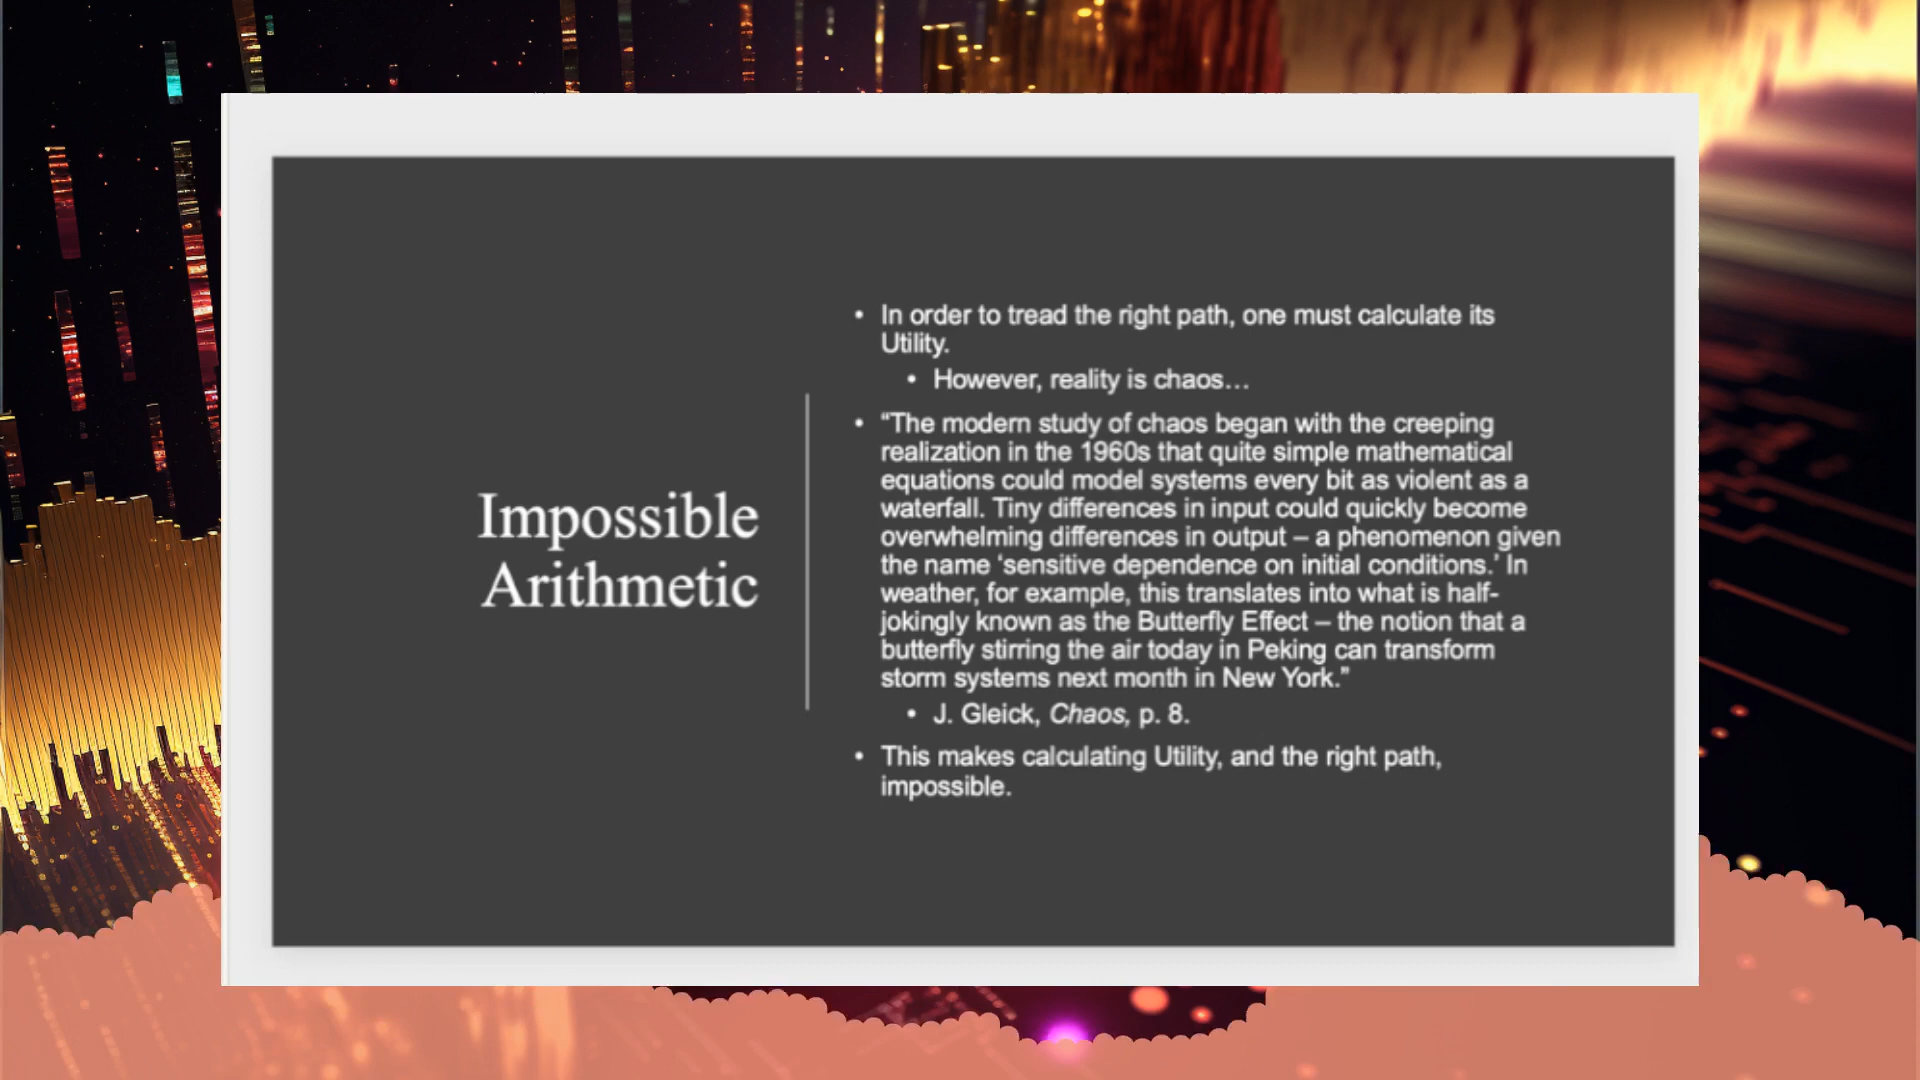 Impossible
Arithmetic
• In order to tread the right path, one must calculate its
Utility.
• However, reality is chaos…
• “The modern study of chaos began with the creeping
realization in the 1960s that quite simple mathematical
equations could model systems every bit as violent as a
waterfall. Tiny differences in input could quickly become
overwhelming differences in output – a phenomenon given
the name ‘sensitive dependence on initial conditions.’ In
weather, for example, this translates into what is half-
jokingly known as the Butterfly Effect – the notion that a
butterfly stirring the air today in Peking can transform
storm systems next month in New York.”
• J. Gleick, Chaos, p. 8.
• This makes calculating Utility, and the right path,
impossible.